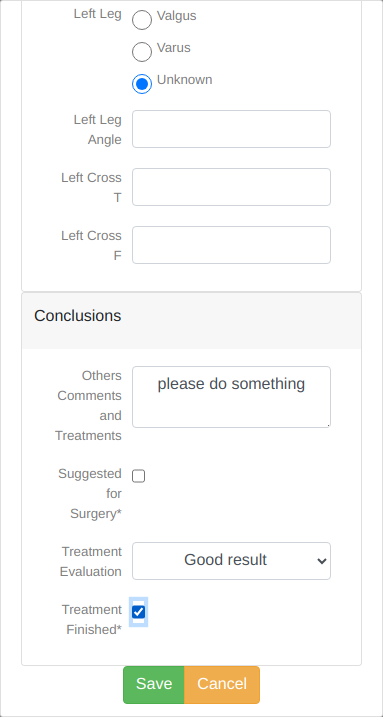 Left Leg
Valgus
Varus
Unknown
Left Leg
Angle
Left Cross
T
Left Cross
F
Conclusions
Others
Comments
and
Treatments
please do something
Suggested
for
Surgery*
Treatment
Evaluation
Good result
Treatment
Finished*
Save Cancel